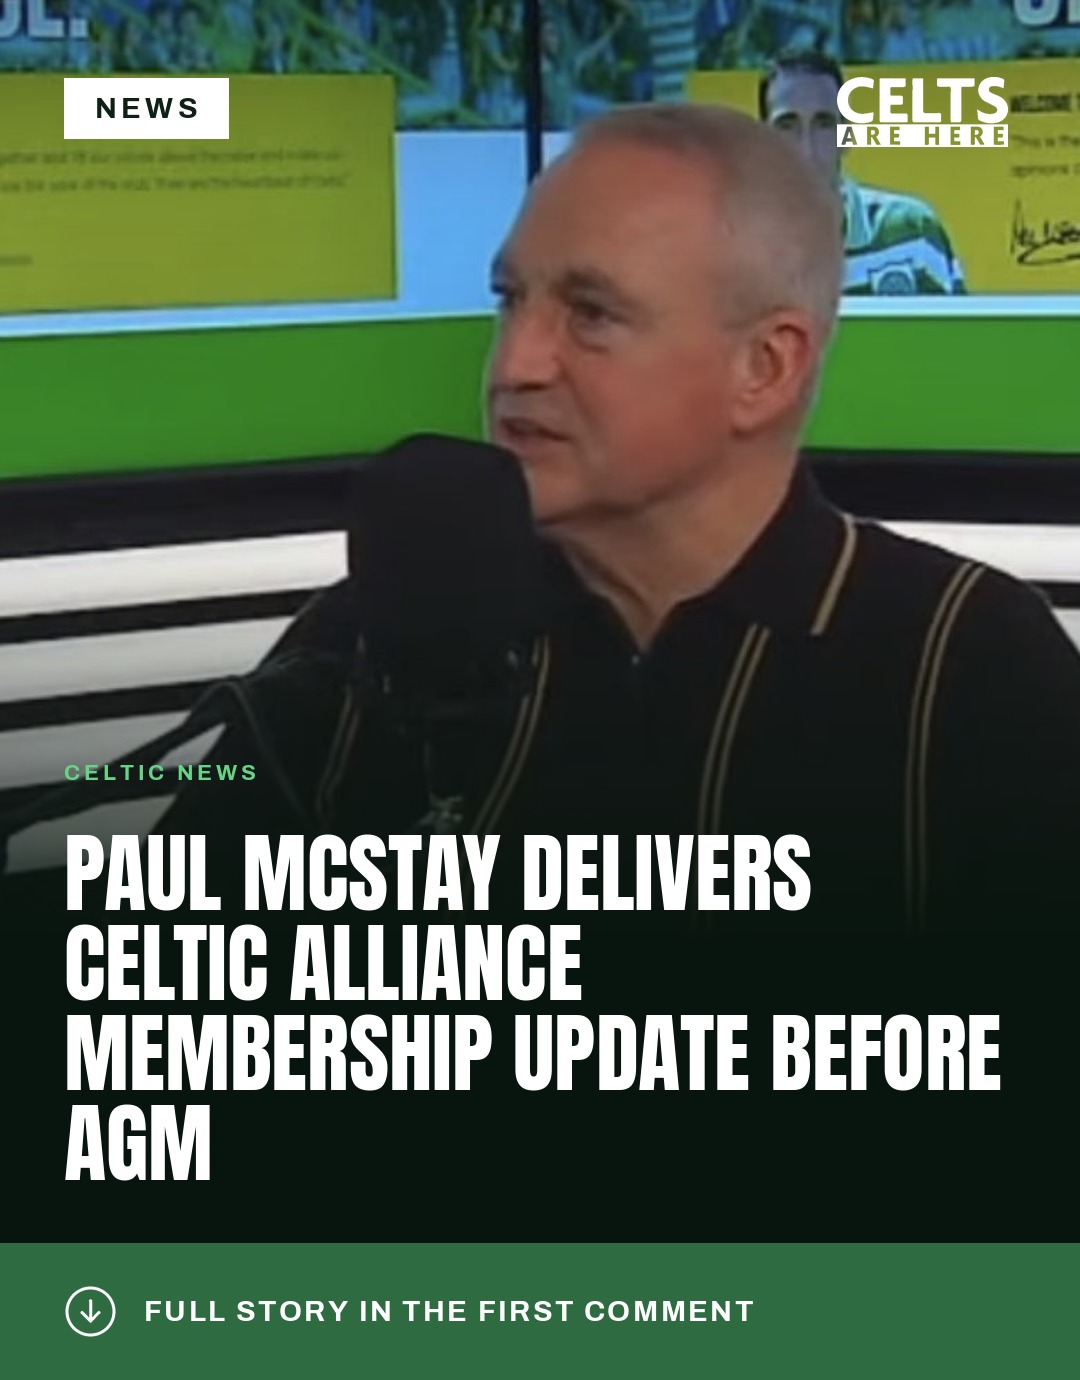 NEWS
CELTS
ARE HERE
WELCOME
CELTIC NEWS
PAUL MCSTAY DELIVERS
CELTIC ALLIANCE
MEMBERSHIP UPDATE BEFORE
AGM
FULL STORY IN THE FIRST COMMENT